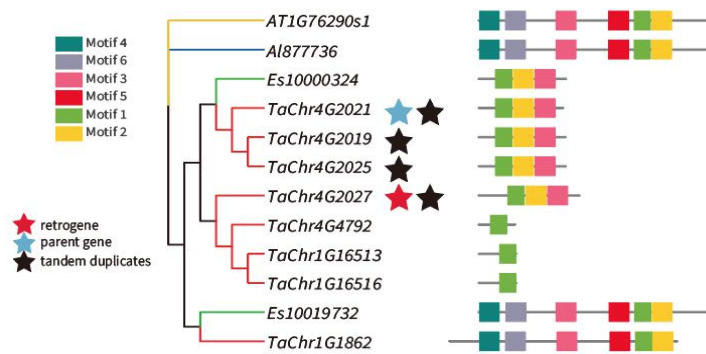 AT1G76290s1
Al877736
Es10000324
TaChr4G2021
TaChr4G2019
TaChr4G2025
TaChr4G2027
TaChr4G4792
TaChr1G16513
TaChr1G16516
Es10019732
TaChr1G1862
Motif 4
Motif 6
Motif 3
Motif 5
Motif 1
Motif 2
retrogene
parent gene
tandem duplicates